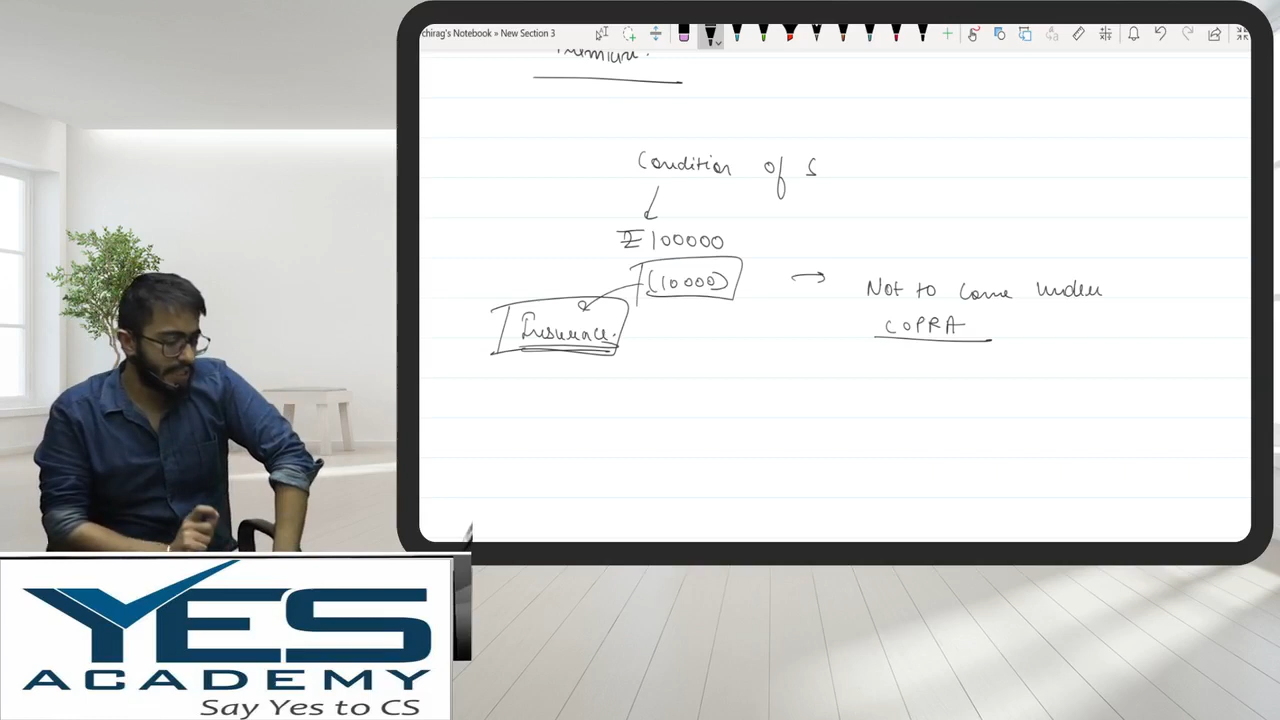 chirag's Notebook » New Section 3
Condition of S
100000
(10000)
Not to come under
COPRA
Insurance.
YES
ACADEMY
Say Yes to CS